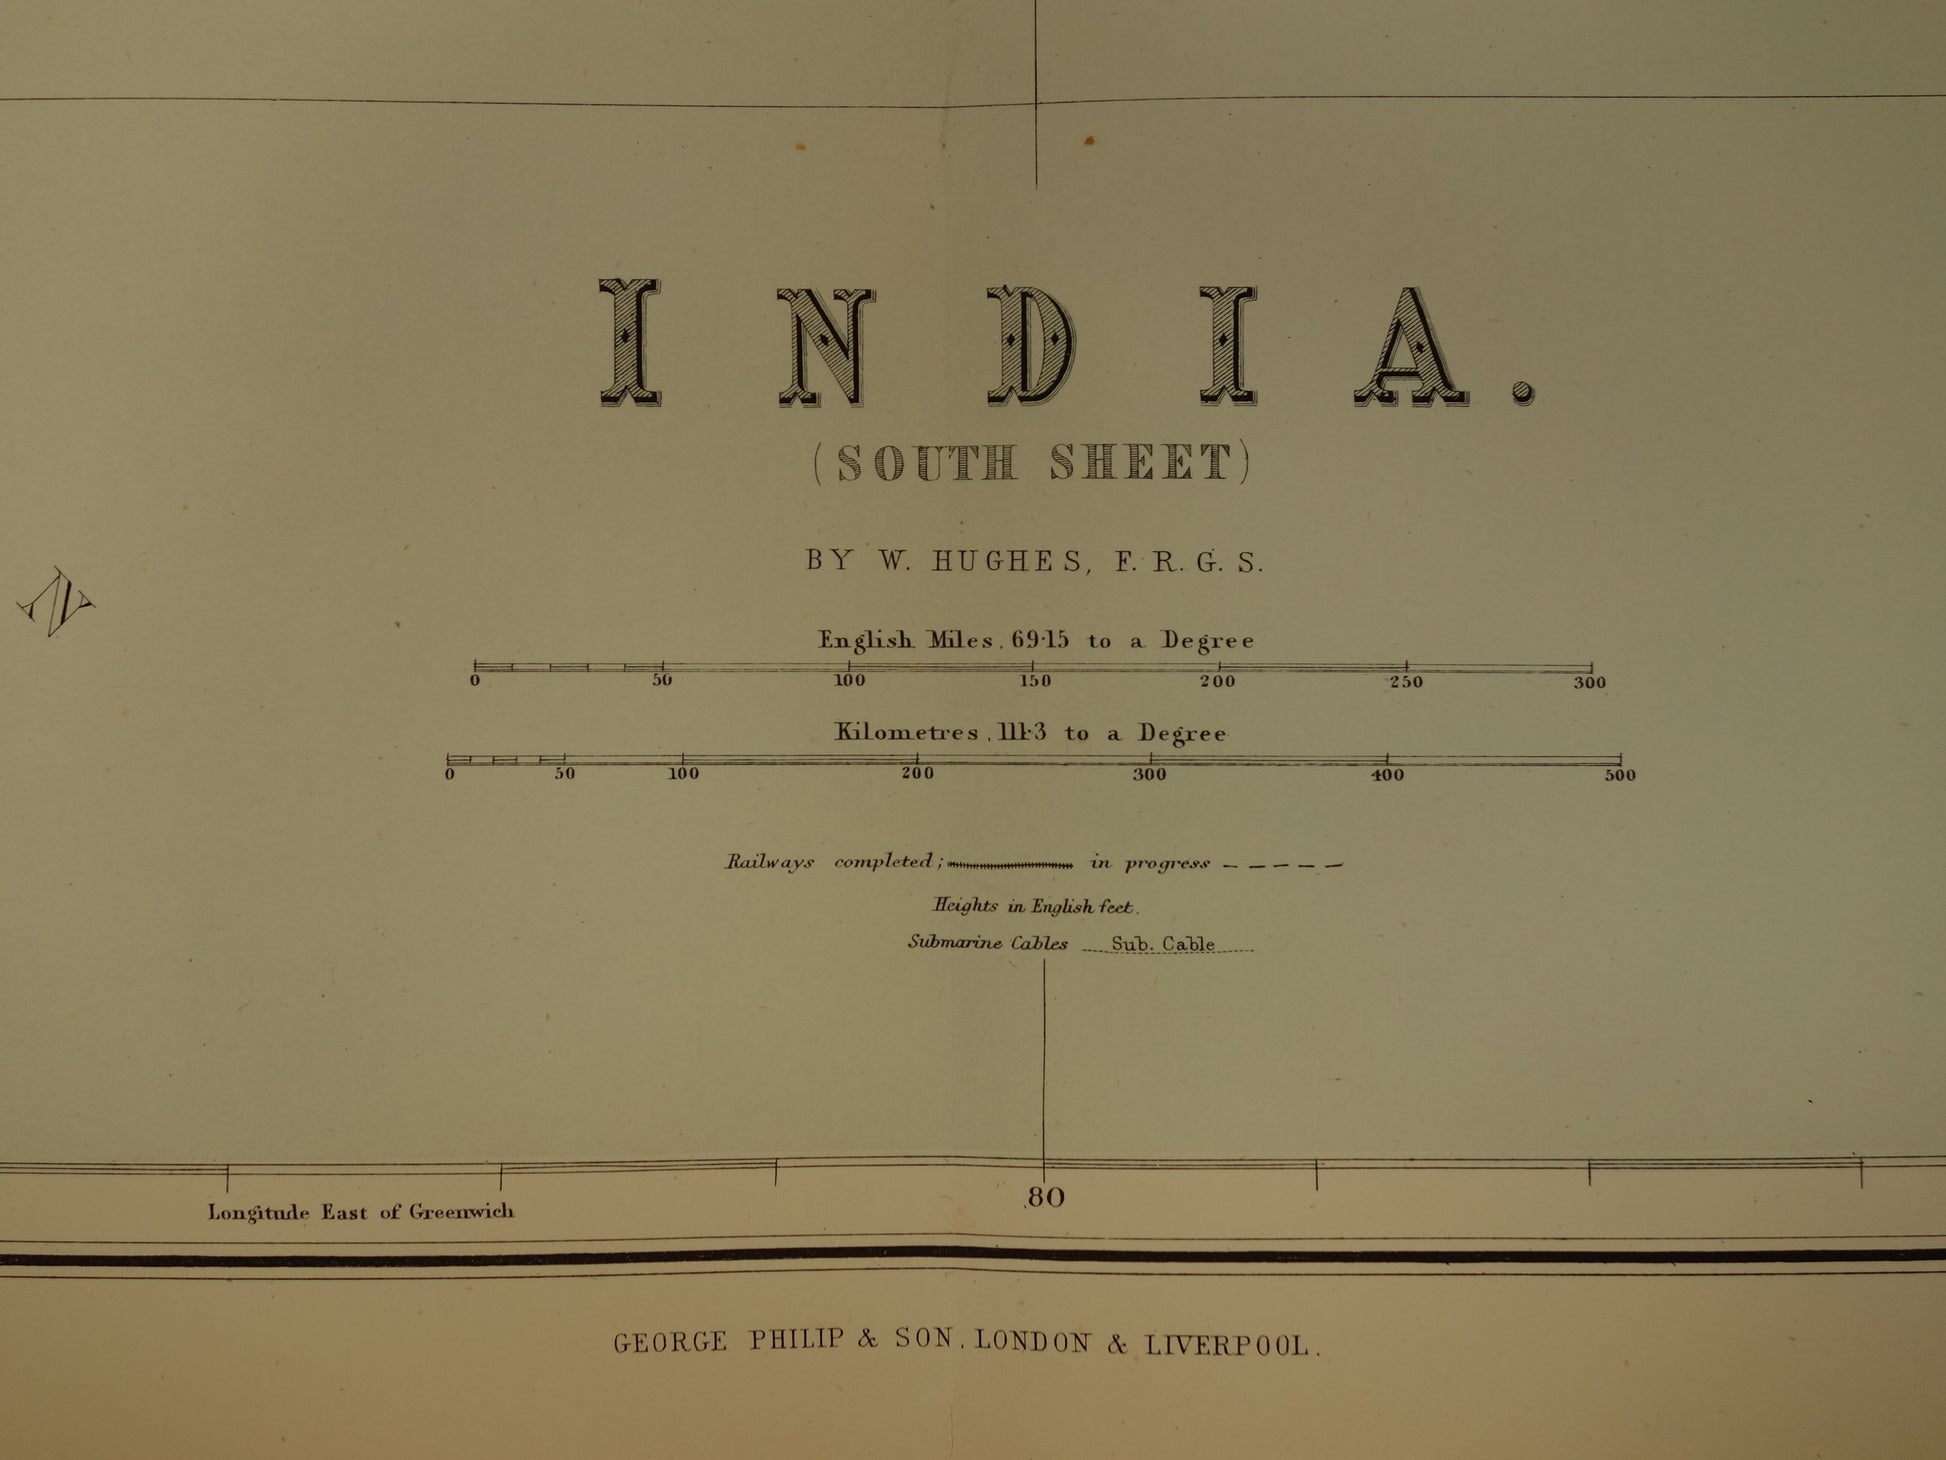 INDIA.
(SOUTH SHEET)
BY W. HUGHES, F. R. G. S.
N
English Miles. 69·15 to a Degree
0 50 100 150 200 250 300
Kilometres. 111·3 to a Degree
0 50 100 200 300 400 500
Railways completed; in progress
Heights in English feet.
Submarine Cables Sub. Cable
80
Longitude East of Greenwich
GEORGE PHILIP & SON. LONDON & LIVERPOOL.